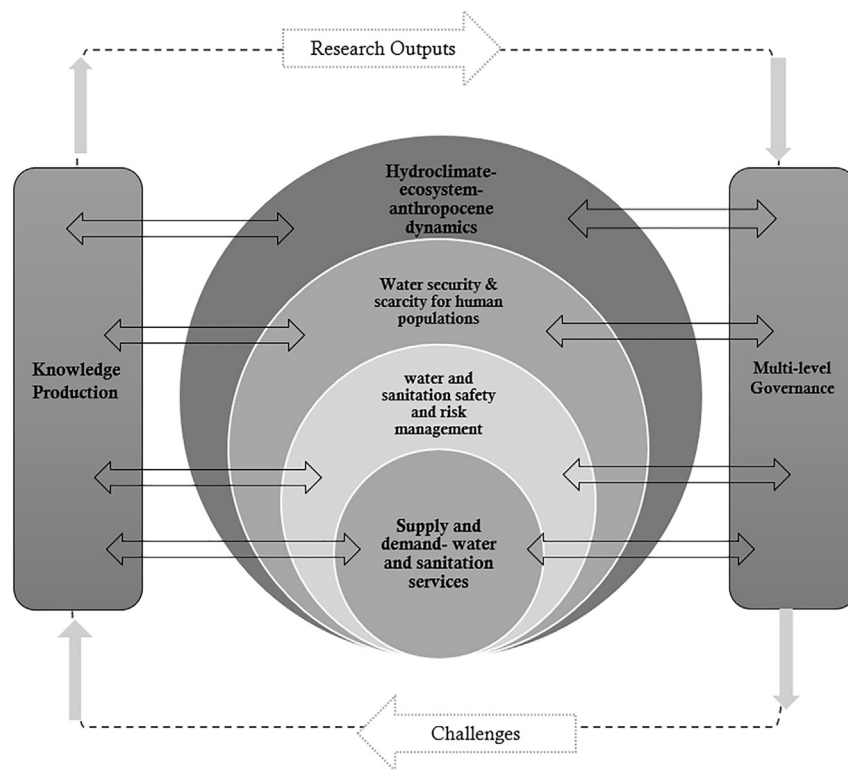 Research Outputs
Hydroclimate-
ecosystem-
anthropocene
dynamics
Water security &
scarcity for human
populations
Knowledge
Production
water and
sanitation safety
and risk
management
Multi-level
Governance
Supply and
demand- water
and sanitation
services
Challenges